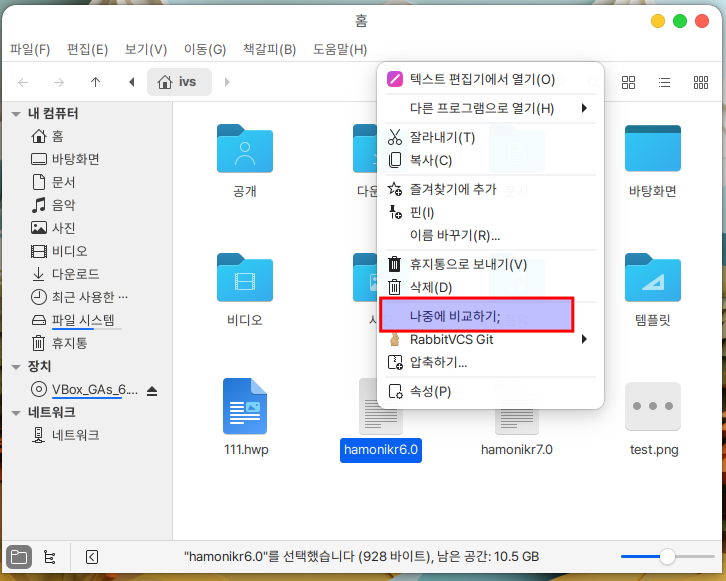 홈
파일(F) 편집(E) 보기(V) 이동(G) 책갈피(B) 도움말(H)
ivs
내 컴퓨터
홈
바탕화면
문서
음악
사진
비디오
다운로드
최근 사용한 …
파일 시스템
휴지통
장치
VBox_GAs_6....
네트워크
네트워크
공개
바탕화면
비디오
템플릿
111.hwp
hamonikr6.0
hamonikr7.0
test.png
텍스트 편집기에서 열기(O)
다른 프로그램으로 열기(H)
잘라내기(T)
복사(C)
즐겨찾기에 추가
핀(I)
이름 바꾸기(R)...
휴지통으로 보내기(V)
삭제(D)
나중에 비교하기;
RabbitVCS Git
압축하기...
속성(P)
"hamonikr6.0"를 선택했습니다 (928 바이트), 남은 공간: 10.5 GB